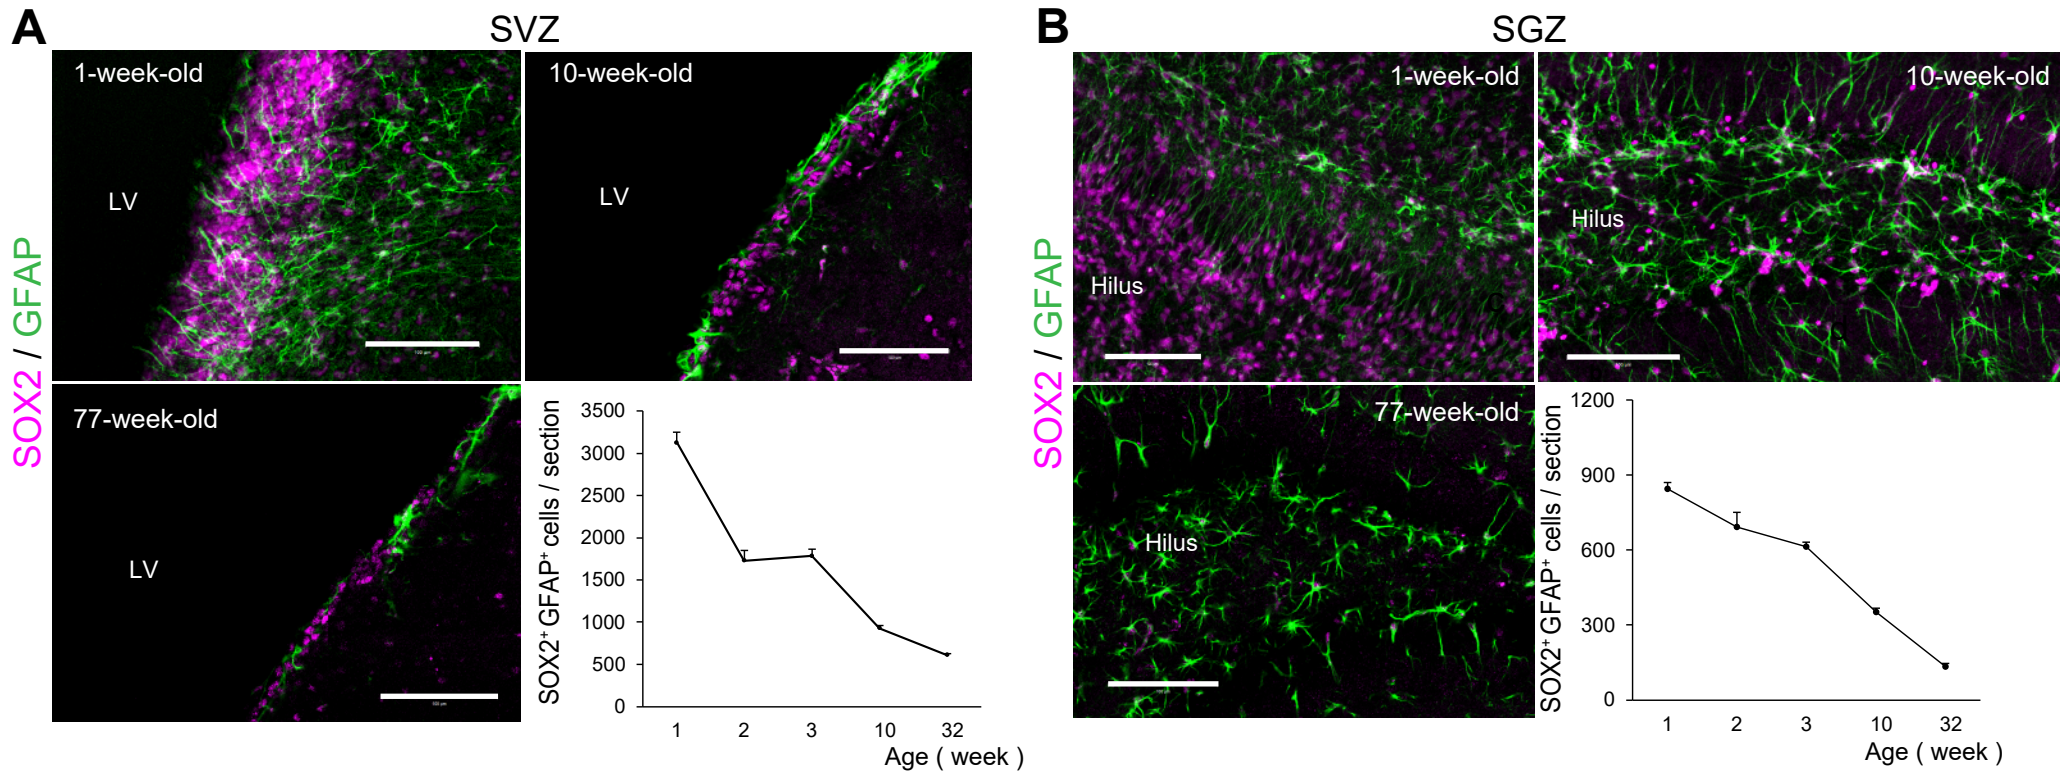 A
SVZ
SOX2 / GFAP
1-week-old
LV
10-week-old
LV
77-week-old
LV
SOX2⁺ GFAP⁺ cells / section
3500
3000
2500
2000
1500
1000
500
0
1 2 3 10 32
Age ( week )
B
SGZ
SOX2 / GFAP
1-week-old
Hilus
10-week-old
Hilus
77-week-old
Hilus
SOX2⁺ GFAP⁺ cells / section
1200
900
600
300
0
1 2 3 10 32
Age ( week )